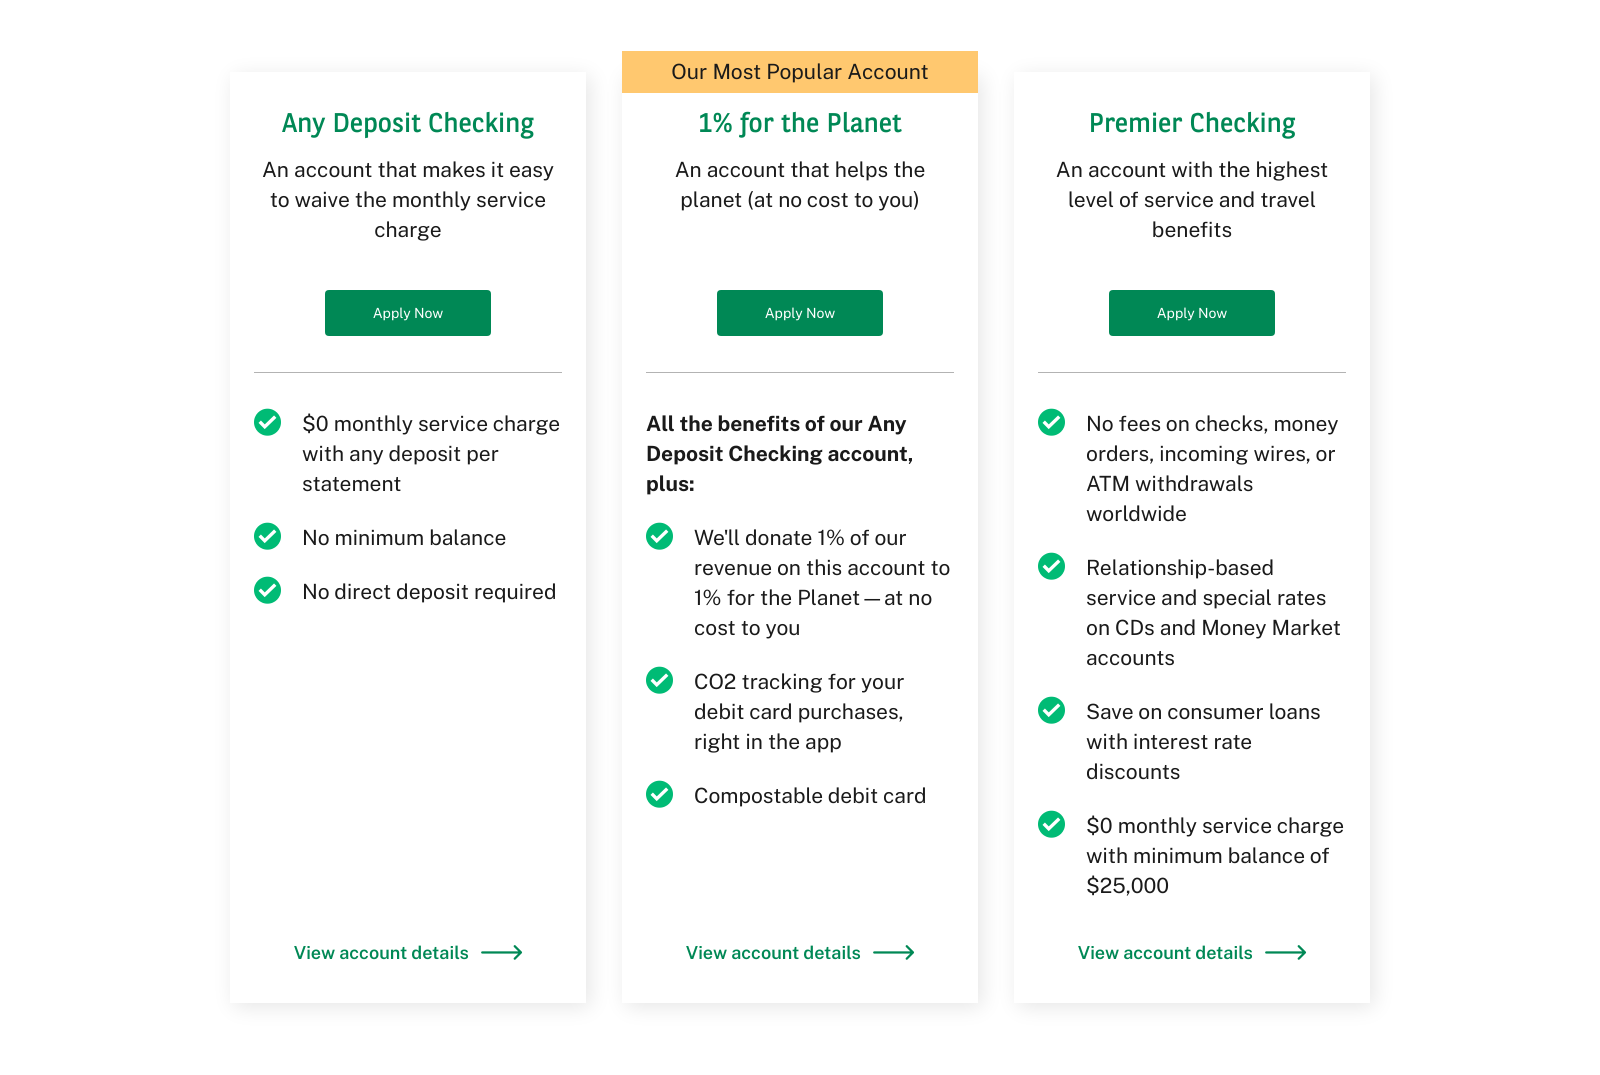 Any Deposit Checking
An account that makes it easy
to waive the monthly service
charge
Apply Now
$0 monthly service charge
with any deposit per
statement
No minimum balance
No direct deposit required
View account details
Our Most Popular Account
1% for the Planet
An account that helps the
planet (at no cost to you)
Apply Now
All the benefits of our Any
Deposit Checking account,
plus:
We'll donate 1% of our
revenue on this account to
1% for the Planet—at no
cost to you
CO2 tracking for your
debit card purchases,
right in the app
Compostable debit card
View account details
Premier Checking
An account with the highest
level of service and travel
benefits
Apply Now
No fees on checks, money
orders, incoming wires, or
ATM withdrawals
worldwide
Relationship-based
service and special rates
on CDs and Money Market
accounts
Save on consumer loans
with interest rate
discounts
$0 monthly service charge
with minimum balance of
$25,000
View account details